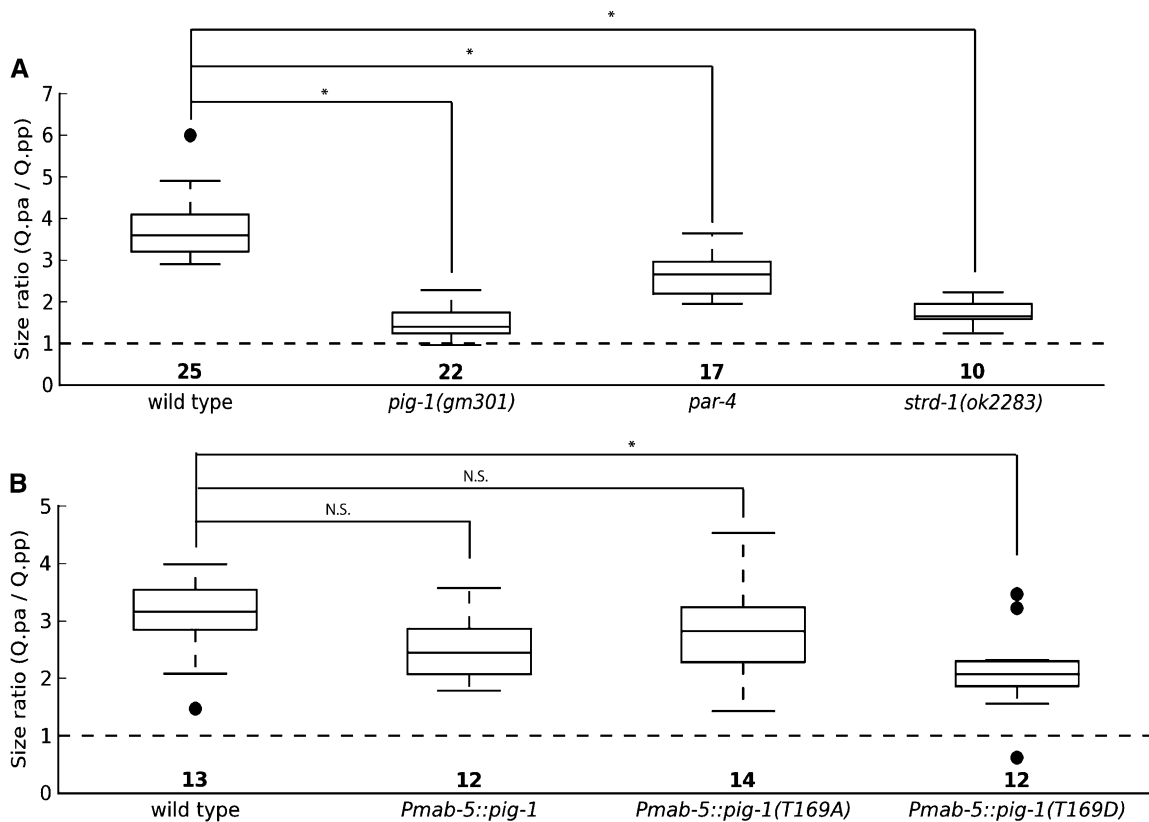 *
*
*
A
7
6
5
4
3
2
1
0
Size ratio (Q.pa / Q.pp)
25 22 17 10
wild type pig-1(gm301) par-4 strd-1(ok2283)
*
N.S.
N.S.
B
5
4
3
2
1
0
Size ratio (Q.pa / Q.pp)
13 12 14 12
wild type Pmab-5::pig-1 Pmab-5::pig-1(T169A) Pmab-5::pig-1(T169D)